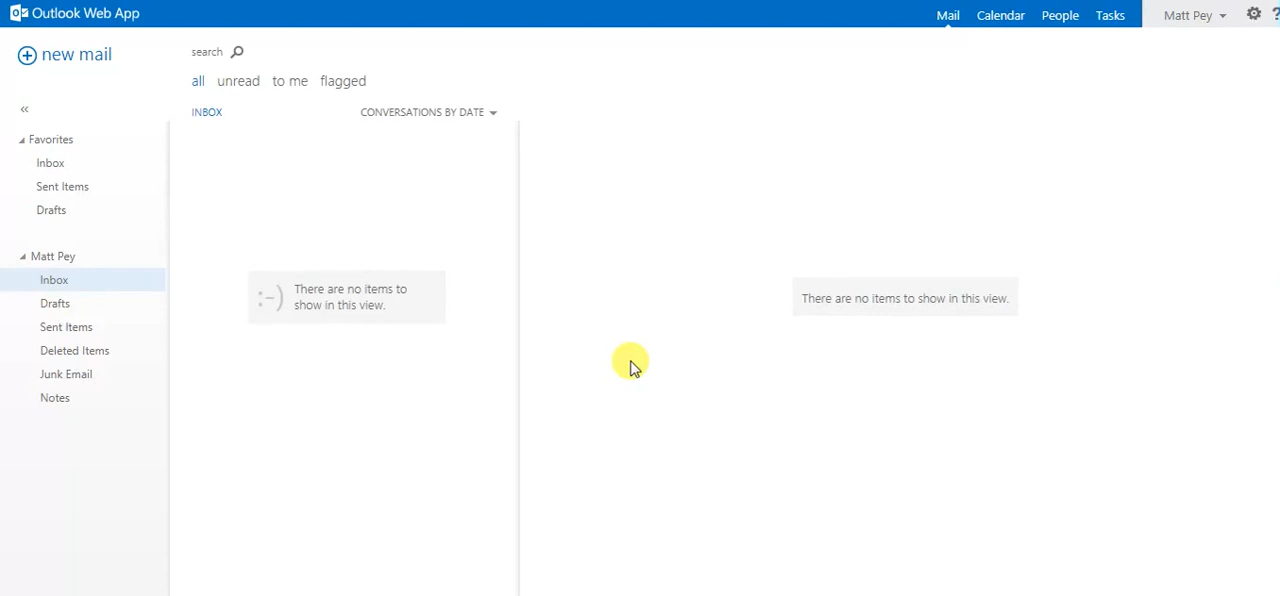 Outlook Web App
Mail Calendar People Tasks Matt Pey ?
new mail
search
all unread to me flagged
«
INBOX CONVERSATIONS BY DATE
Favorites
Inbox
Sent Items
Drafts
Matt Pey
Inbox
Drafts
Sent Items
Deleted Items
Junk Email
Notes
:-) There are no items to
show in this view.
There are no items to show in this view.